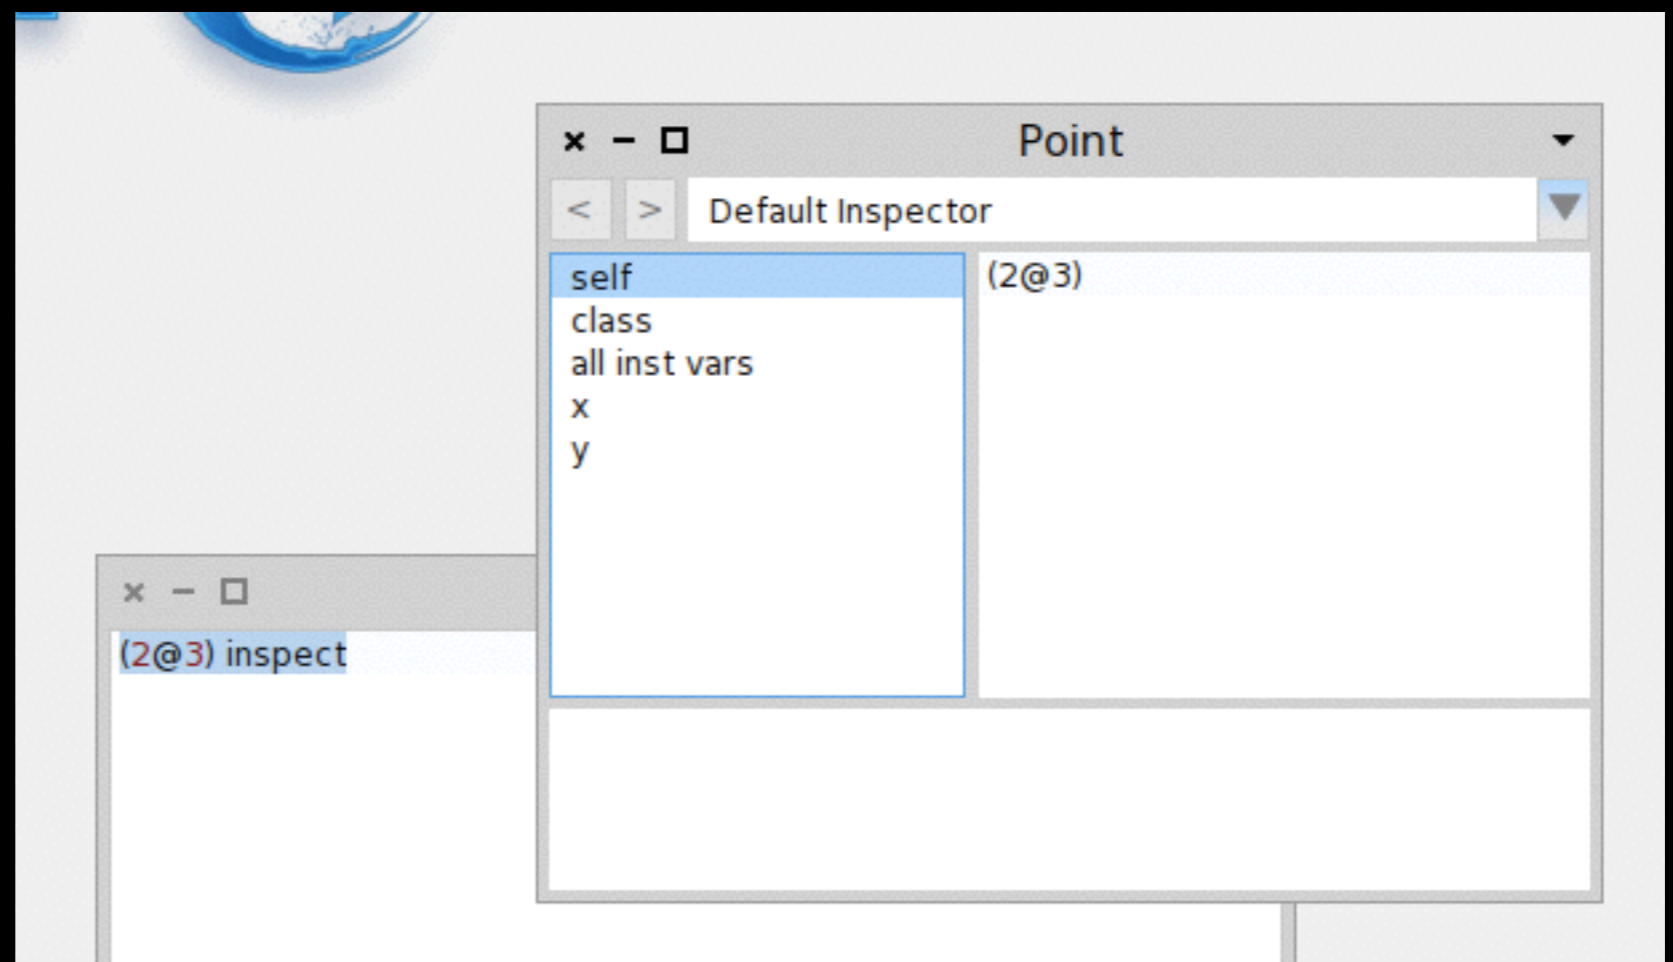 Point
< > Default Inspector
self
class
all inst vars
x
y
(2@3)
(2@3) inspect